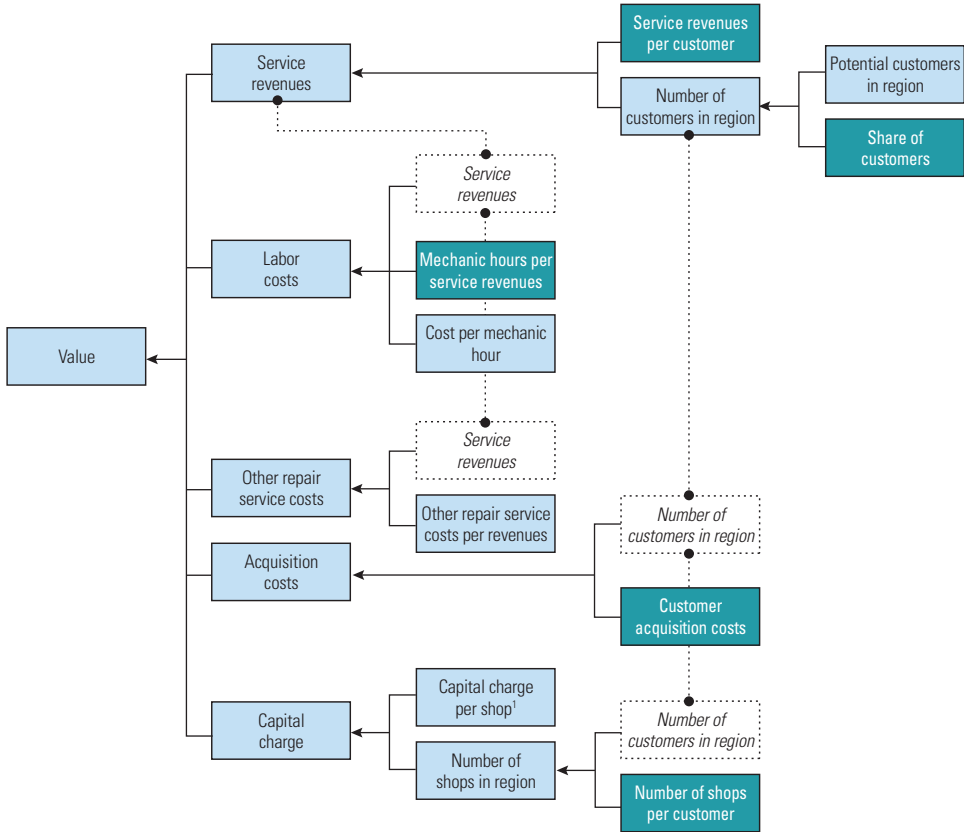 Service revenues
per customer
Service
revenues
Potential customers
in region
Number of
customers in region
Share of
customers
Service
revenues
Labor
costs
Mechanic hours per
service revenues
Cost per mechanic
hour
Value
Service
revenues
Other repair
service costs
Other repair service
costs per revenues
Number of
customers in region
Acquisition
costs
Customer
acquisition costs
Capital charge
per shop¹
Capital
charge
Number of
customers in region
Number of
shops in region
Number of shops
per customer